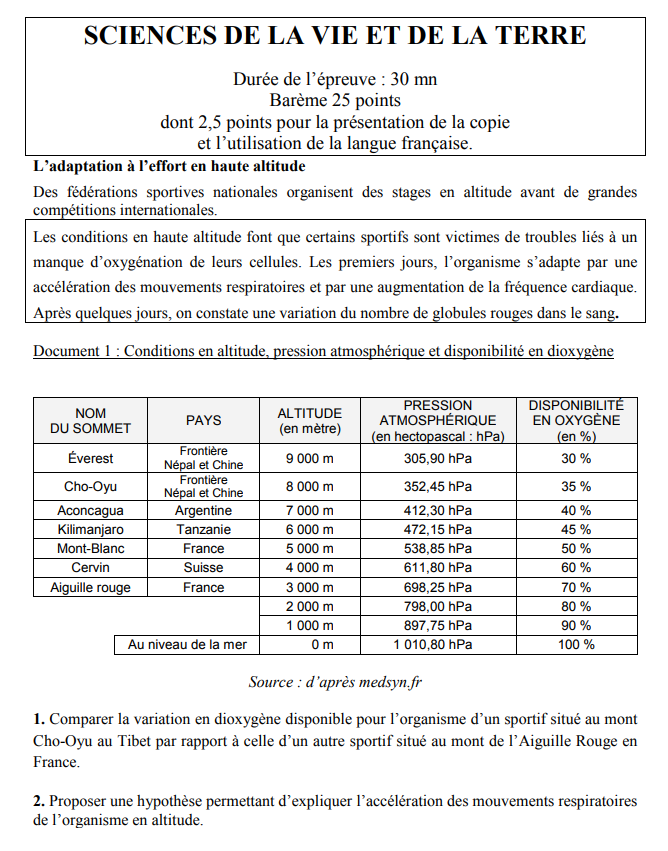 SCIENCES DE LA VIE ET DE LA TERRE
Durée de l'épreuve : 30 mn
Barème 25 points
dont 2,5 points pour la présentation de la copie
et l'utilisation de la langue française.
L'adaptation à l'effort en haute altitude
Des fédérations sportives nationales organisent des stages en altitude avant de grandes
compétitions internationales.
Les conditions en haute altitude font que certains sportifs sont victimes de troubles liés à un
manque d'oxygénation de leurs cellules. Les premiers jours, l'organisme s'adapte par une
accélération des mouvements respiratoires et par une augmentation de la fréquence cardiaque.
Après quelques jours, on constate une variation du nombre de globules rouges dans le sang.
Document 1 : Conditions en altitude, pression atmosphérique et disponibilité en dioxygène
NOM DU SOMMET PAYS ALTITUDE (en mètre) PRESSION ATMOSPHÉRIQUE (en hectopascal : hPa) DISPONIBILITÉ EN OXYGÈNE (en %)
Éverest Frontière Népal et Chine 9 000 m 305,90 hPa 30 %
Cho-Oyu Frontière Népal et Chine 8 000 m 352,45 hPa 35 %
Aconcagua Argentine 7 000 m 412,30 hPa 40 %
Kilimanjaro Tanzanie 6 000 m 472,15 hPa 45 %
Mont-Blanc France 5 000 m 538,85 hPa 50 %
Cervin Suisse 4 000 m 611,80 hPa 60 %
Aiguille rouge France 3 000 m 698,25 hPa 70 %
2 000 m 798,00 hPa 80 %
1 000 m 897,75 hPa 90 %
Au niveau de la mer 0 m 1 010,80 hPa 100 %
Source : d'après medsyn.fr
1. Comparer la variation en dioxygène disponible pour l'organisme d'un sportif situé au mont
Cho-Oyu au Tibet par rapport à celle d'un autre sportif situé au mont de l'Aiguille Rouge en
France.
2. Proposer une hypothèse permettant d'expliquer l'accélération des mouvements respiratoires
de l'organisme en altitude.